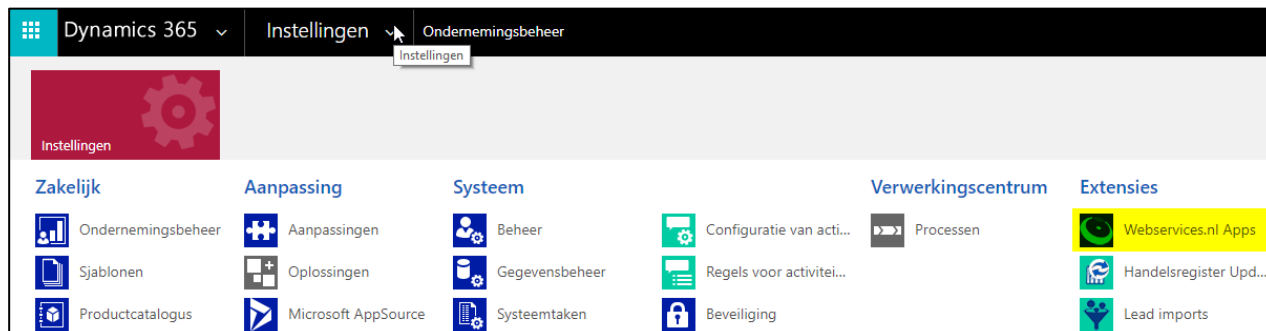 Dynamics 365 Instellingen Ondernemingsbeheer
Instellingen
Instellingen
Zakelijk Aanpassing Systeem Verwerkingscentrum Extensies
Ondernemingsbeheer Aanpassingen Beheer Configuratie van acti... Processen Webservices.nl Apps
Sjablonen Oplossingen Gegevensbeheer Regels voor activitei... Handelsregister Upd...
Productcatalogus Microsoft AppSource Systeemtaken Beveiliging Lead imports